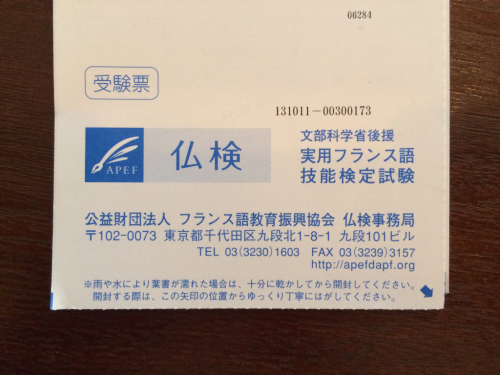 06284
受験票
131011-00300173
APEF
仏検
文部科学省後援
実用フランス語
技能検定試験
公益財団法人 フランス語教育振興協会 仏検事務局
〒102-0073 東京都千代田区九段北1-8-1 九段101ビル
TEL 03(3230)1603 FAX 03(3239)3157
http://apefdapf.org
※雨や水により葉書が濡れた場合は、十分に乾かしてから開封してください。
開封する際は、この矢印の位置からゆっくり丁寧にはがしてください。